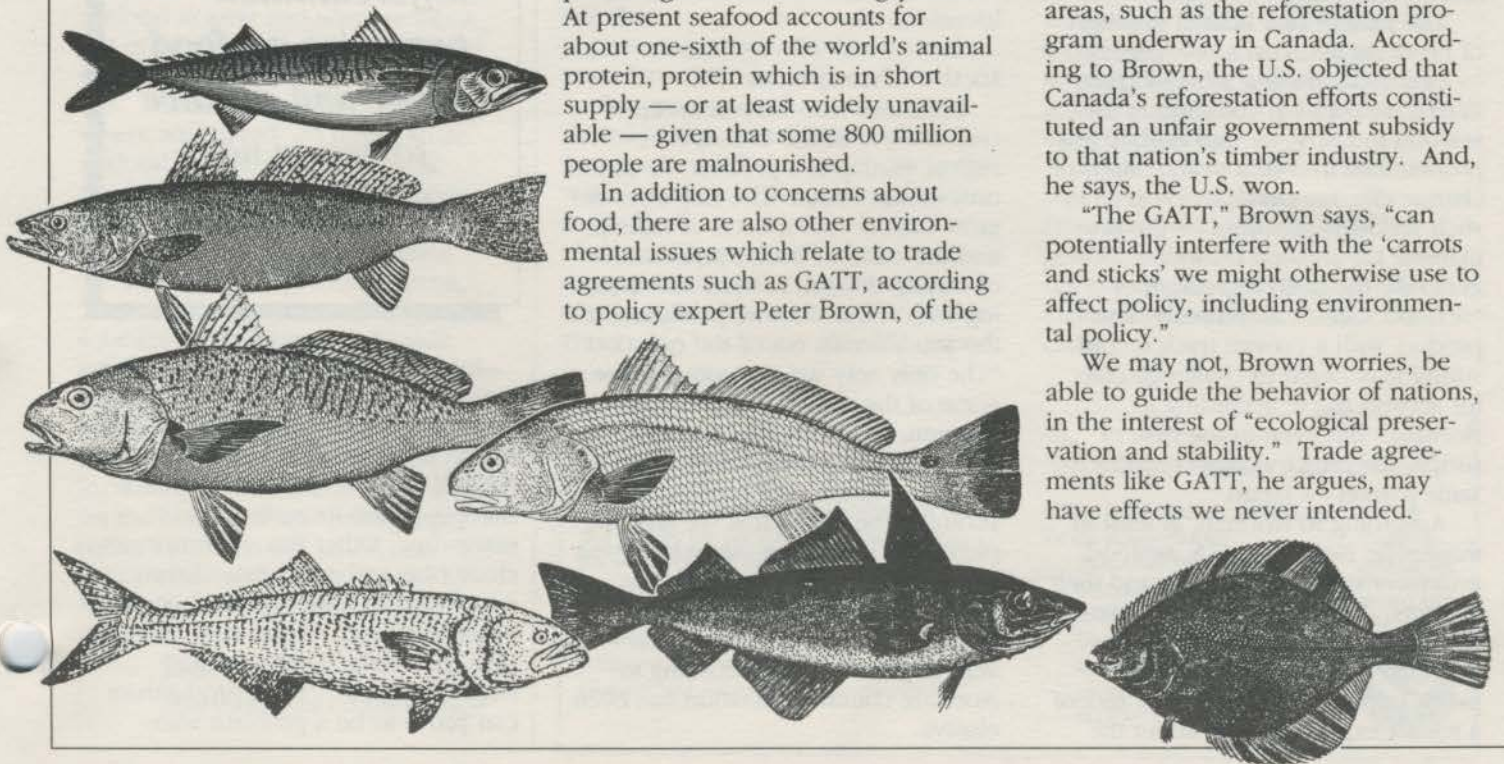 At present seafood accounts for
about one-sixth of the world's animal
protein, protein which is in short
supply — or at least widely unavail-
able — given that some 800 million
people are malnourished.
In addition to concerns about
food, there are also other environ-
mental issues which relate to trade
agreements such as GATT, according
to policy expert Peter Brown, of the
areas, such as the reforestation pro-
gram underway in Canada. Accord-
ing to Brown, the U.S. objected that
Canada's reforestation efforts consti-
tuted an unfair government subsidy
to that nation's timber industry. And,
he says, the U.S. won.
"The GATT," Brown says, "can
potentially interfere with the 'carrots
and sticks' we might otherwise use to
affect policy, including environmen-
tal policy."
We may not, Brown worries, be
able to guide the behavior of nations,
in the interest of "ecological preser-
vation and stability." Trade agree-
ments like GATT, he argues, may
have effects we never intended.